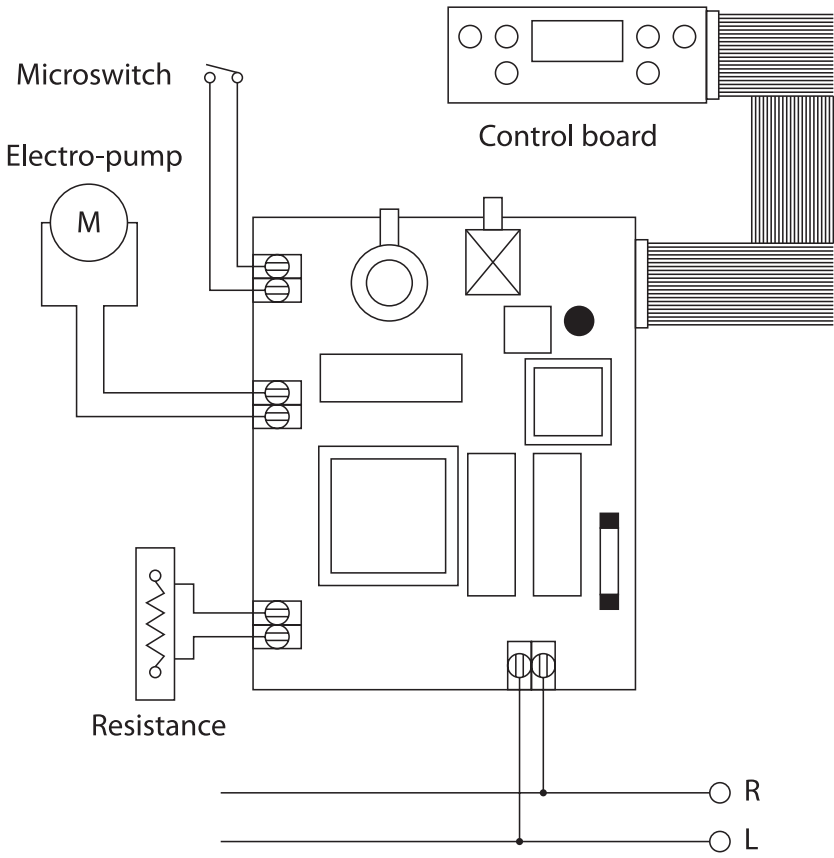 Microswitch
Control board
Electro-pump
M
Resistance
R
L